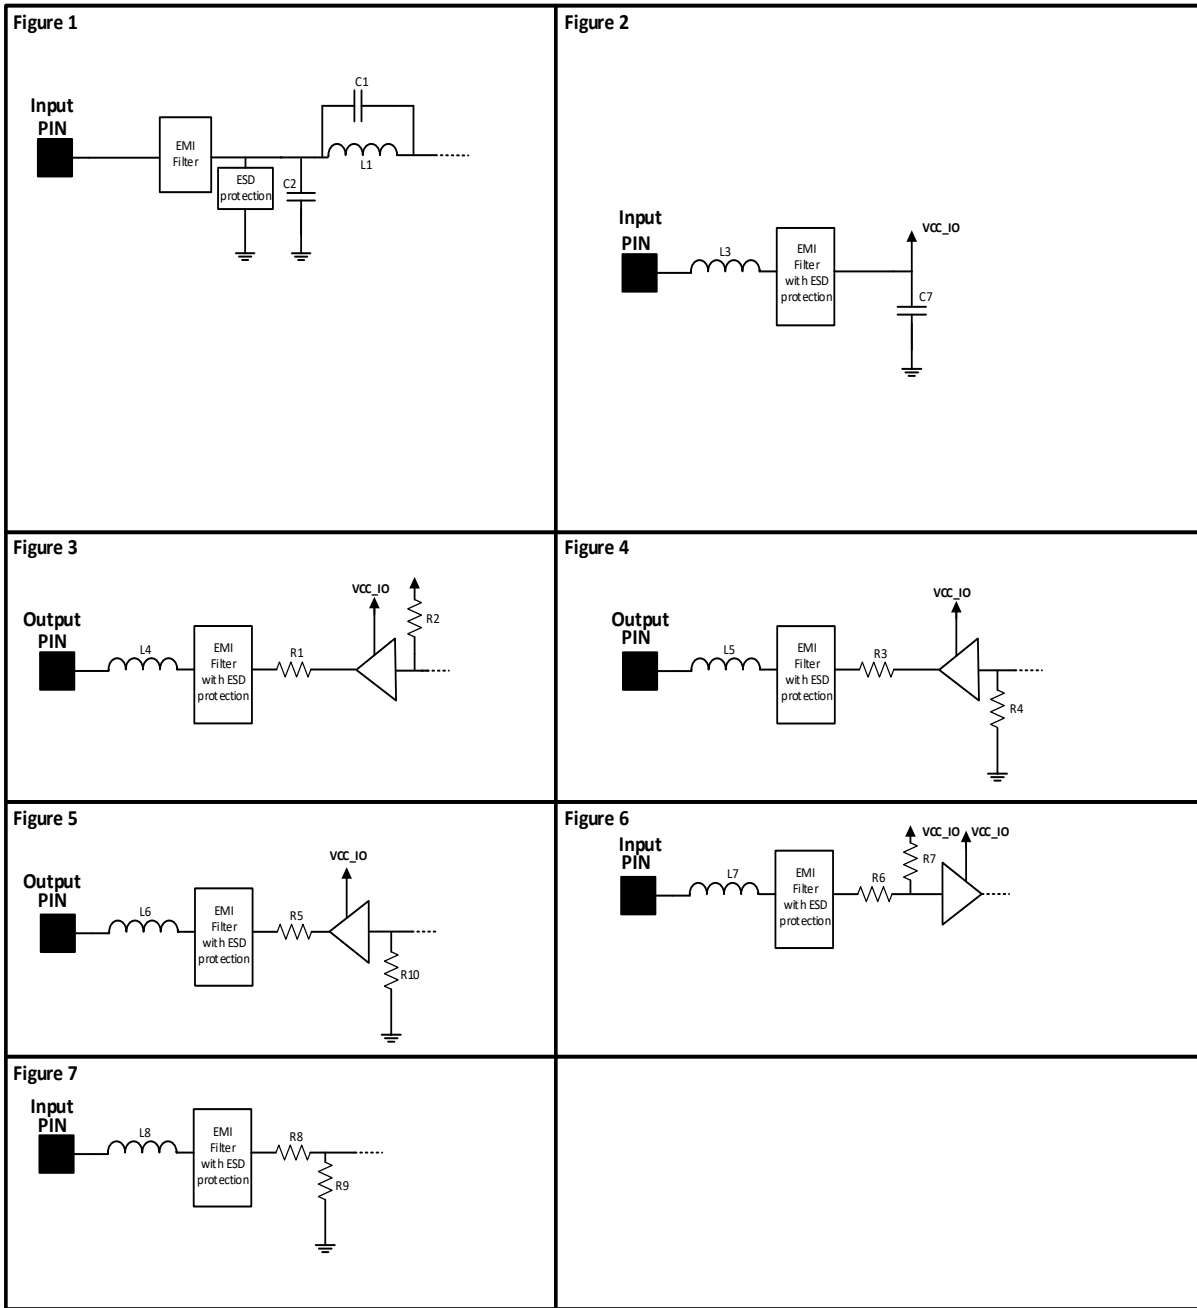 Figure 1
Input
PIN
EMI
Filter
ESD
protection
C2
C1
L1
Figure 2
Input
PIN
L3
EMI
Filter
with ESD
protection
VCC_IO
C7
Figure 3
Output
PIN
L4
EMI
Filter
with ESD
protection
R1
VCC_IO
R2
Figure 4
Output
PIN
L5
EMI
Filter
with ESD
protection
R3
VCC_IO
R4
Figure 5
Output
PIN
L6
EMI
Filter
with ESD
protection
R5
VCC_IO
R10
Figure 6
Input
PIN
L7
EMI
Filter
with ESD
protection
R6
VCC_IO
R7
VCC_IO
Figure 7
Input
PIN
L8
EMI
Filter
with ESD
protection
R8
R9